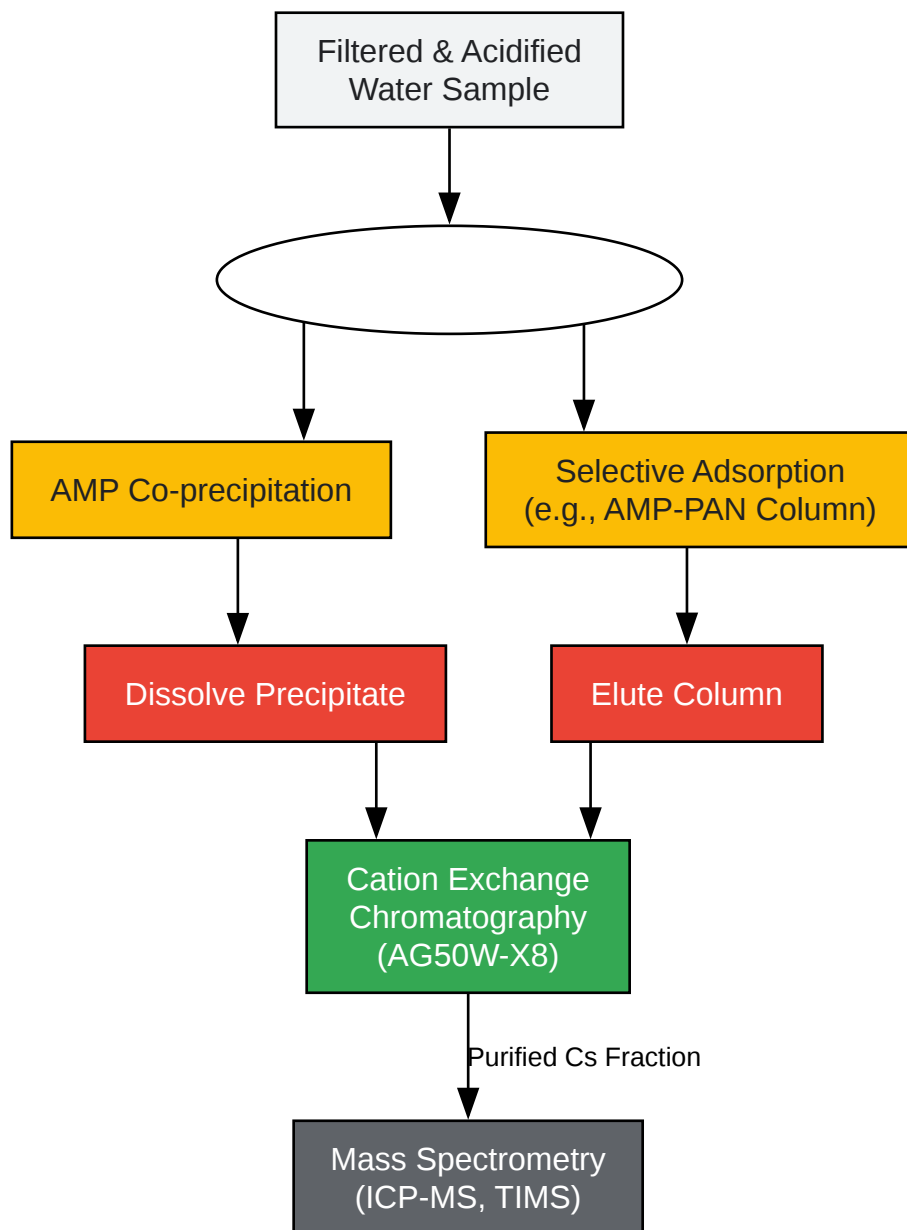 Filtered & Acidified
Water Sample
AMP Co-precipitation
Selective Adsorption
(e.g., AMP-PAN Column)
Dissolve Precipitate
Elute Column
Cation Exchange
Chromatography
(AG50W-X8)
Purified Cs Fraction
Mass Spectrometry
(ICP-MS, TIMS)